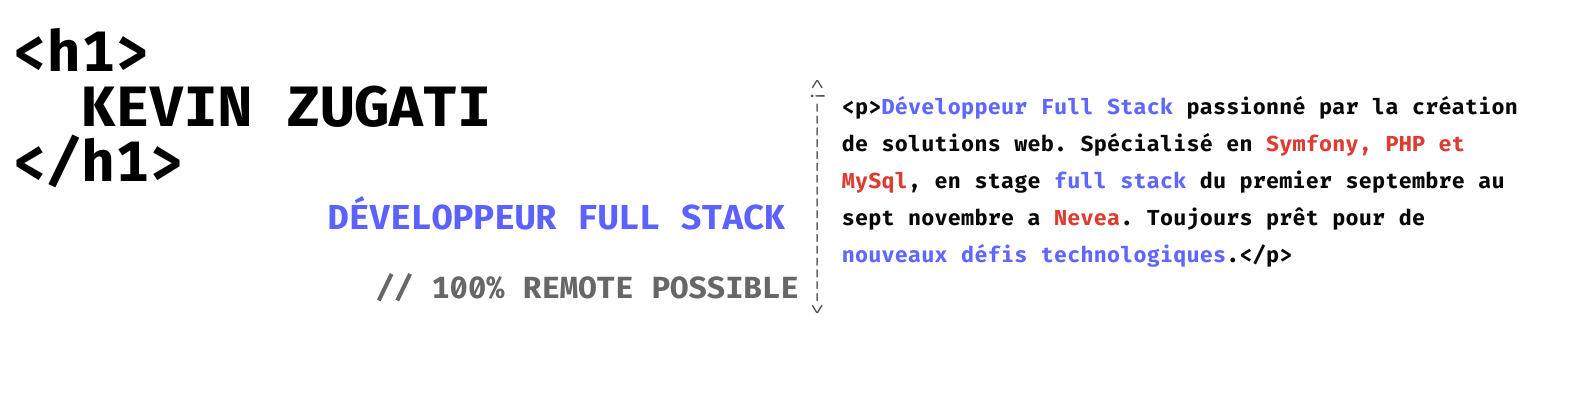 <h1>
KEVIN ZUGATI
</h1>
DÉVELOPPEUR FULL STACK
// 100% REMOTE POSSIBLE
<p>Développeur Full Stack passionné par la création
de solutions web. Spécialisé en Symfony, PHP et
MySql, en stage full stack du premier septembre au
sept novembre a Nevea. Toujours prêt pour de
nouveaux défis technologiques.</p>